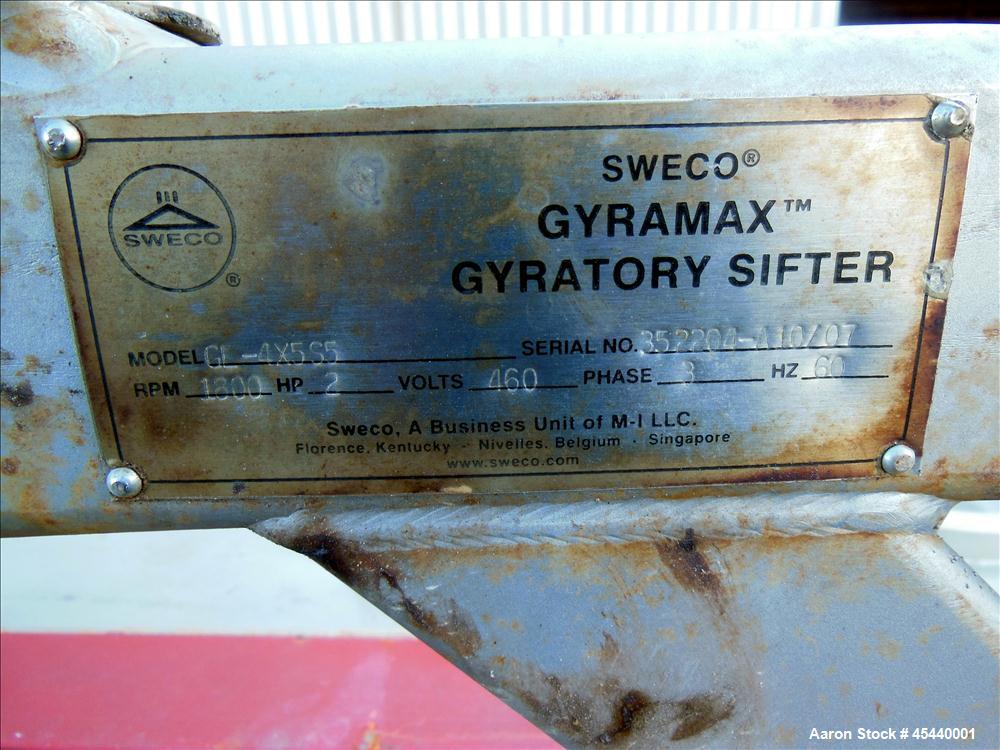 SWECO
®
SWECO®
GYRAMAX™
GYRATORY SIFTER
MODEL GL-4X5S5 SERIAL NO. 352204-A10/07
RPM 1800 HP 2 VOLTS 460 PHASE 3 HZ 60
Sweco, A Business Unit of M-I LLC.
Florence, Kentucky - Nivelles, Belgium - Singapore
www.sweco.com
Aaron Stock # 45440001